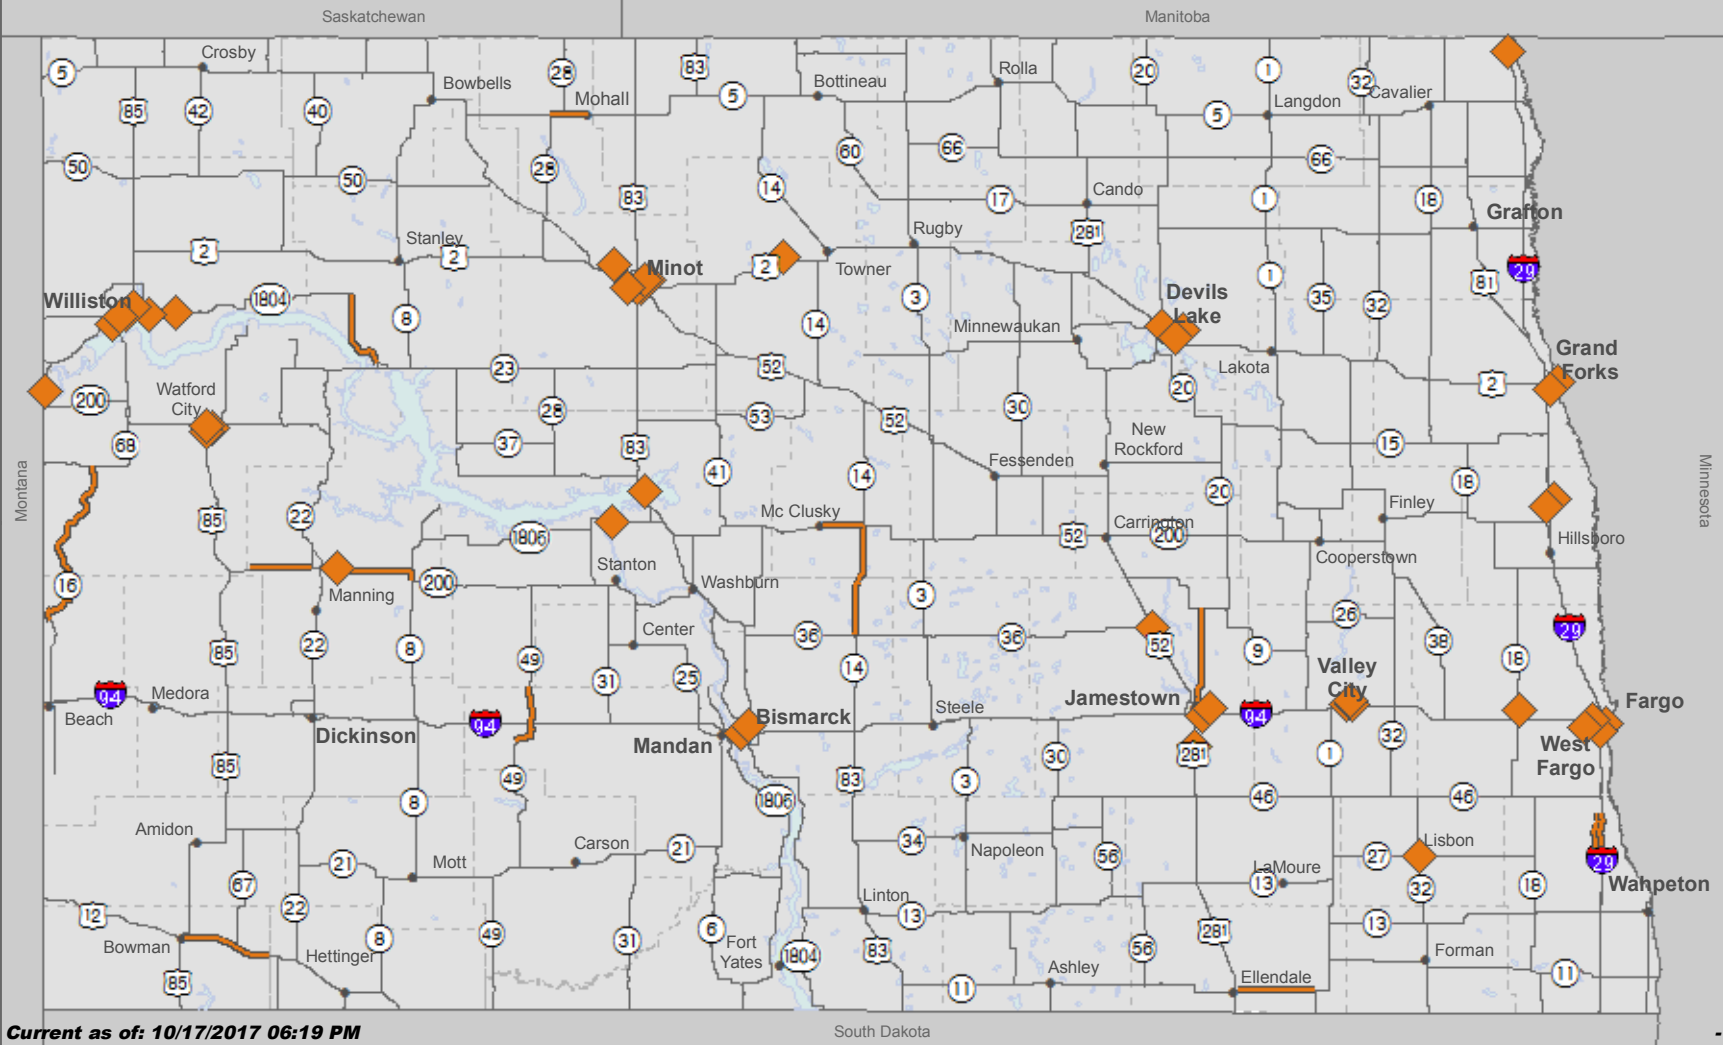 Saskatchewan
Manitoba
Crosby
5
85
42
40
Bowbells
28
Mohall
83
5
Bottineau
Rolla
20
1
32
Cavalier
Langdon
5
50
50
28
83
60
14
66
66
17
Cando
1
18
Grafton
281
Rugby
2
Stanley
2
Minot
2
Towner
29
1
81
35
32
Williston
1804
8
3
14
Devils
Lake
Minnewaukan
Grand
Forks
52
23
Lakota
2
20
Watford
City
200
28
53
52
30
68
37
83
New
Rockford
15
Montana
Minnesota
41
14
Fessenden
18
20
85
22
Mc Clusky
Finley
1806
52
Carrington
200
Cooperstown
Hillsboro
Stanton
Washburn
16
Manning
200
3
26
29
Center
36
36
52
38
85
22
8
49
31
25
14
9
18
Valley
City
94
Medora
Beach
Jamestown
94
Steele
Fargo
Dickinson
94
Bismarck
Mandan
32
1
West
Fargo
281
30
85
49
83
3
8
1806
46
46
Amidon
Carson
21
34
Napoleon
56
Lisbon
27
21
Mott
29
LaMoure
13
32
18
Wahpeton
67
22
Linton
13
12
8
49
31
6
13
281
Bowman
Hettinger
Fort
Yates
1804
83
56
Forman
85
Ashley
11
Ellendale
11
Current as of: 10/17/2017 06:19 PM
South Dakota
-